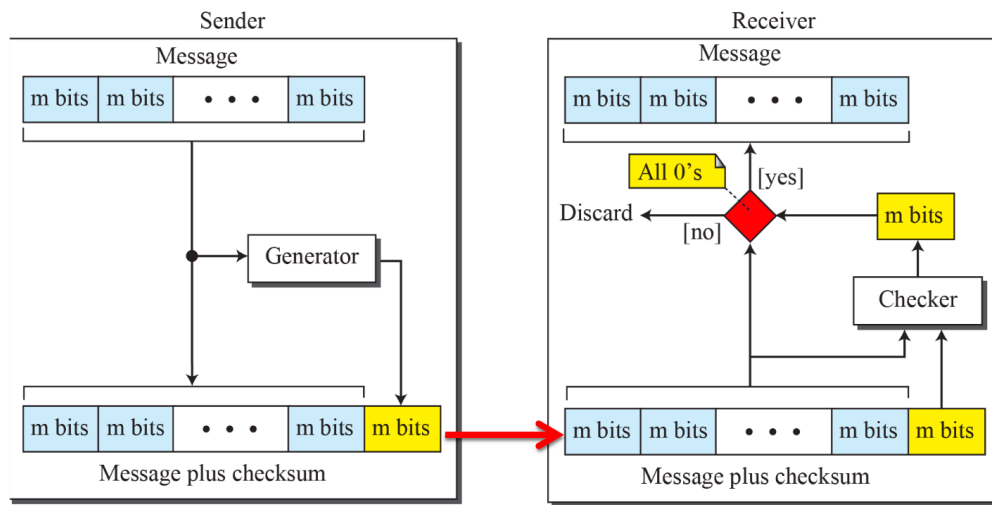 Sender
Message
m bits m bits • • • m bits
Generator
m bits m bits • • • m bits m bits
Message plus checksum
Receiver
Message
m bits m bits • • • m bits
All 0’s
[yes]
Discard
[no]
m bits
Checker
m bits m bits • • • m bits m bits
Message plus checksum